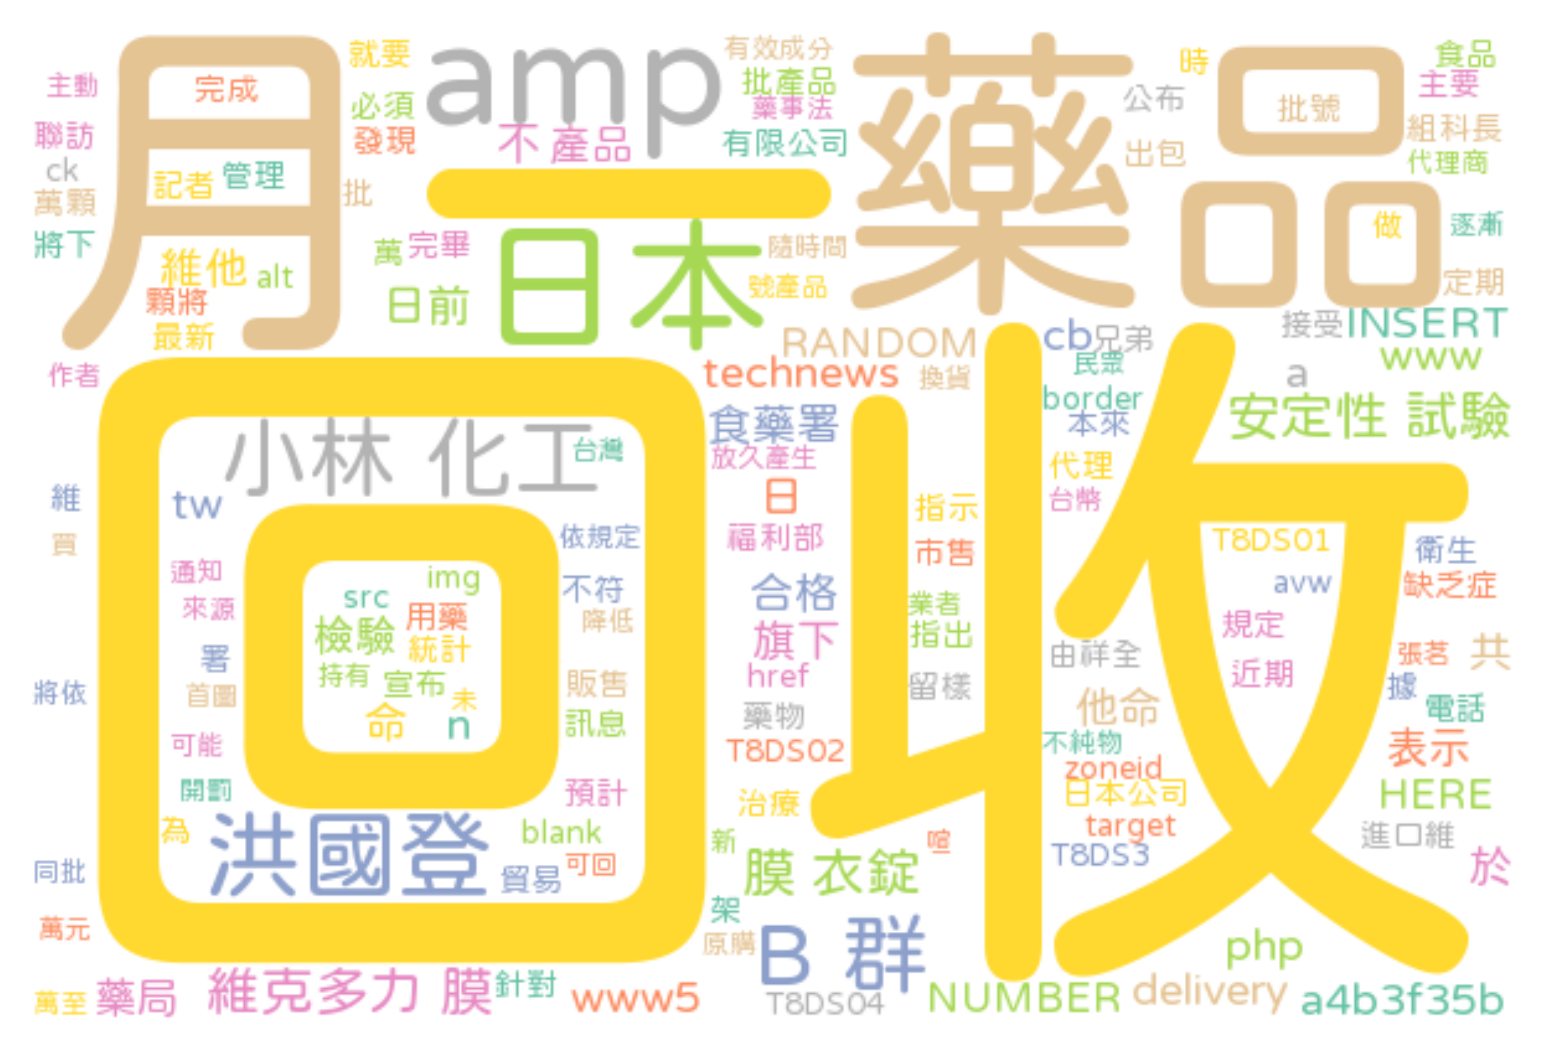 月 一 藥品
amp
回收
日本
主動
完成
就要
有效成分
時
食品
批產品
主要
必須
藥事法
公布
批號
聯訪
發現
不 產品
有限公司
組科長
出包
代理商
ck
記者
管理
萬顆
批
做
逐漸
將下
萬
完畢
隨時間
維他
alt
號產品
定期
顆將
日前
最新
RANDOM
cb
兄弟
接受
INSERT
作者
technews
換貨
民眾
a
www
border
小林 化工
台灣
食藥署
本來
安定性 試驗
放久產生
代理
維
tw
日
指示
台幣
買
依規定
福利部
市售
T8DS01
衛生
通知
img
不符
合格
avw
缺乏症
src
來源
用藥
降低
業者
檢驗
統計
旗下
指出
規定
署
由祥全
張茗
共
持有
宣布
href
近期
將依
首圖
未
販售
留樣
據
命
n
訊息
藥物
他命
電話
可能
T8DS02
不純物
表示
zoneid
開罰
預計
治療
日本公司
HERE
為
洪國登
blank
新
喧
target
進口維
同批
貿易
可回
膜 衣錠
T8DS3
於
萬元
架
原購
B 群
php
萬至
藥局
維克多力 膜
針對
www5
T8DS04
NUMBER
delivery
a4b3f35b